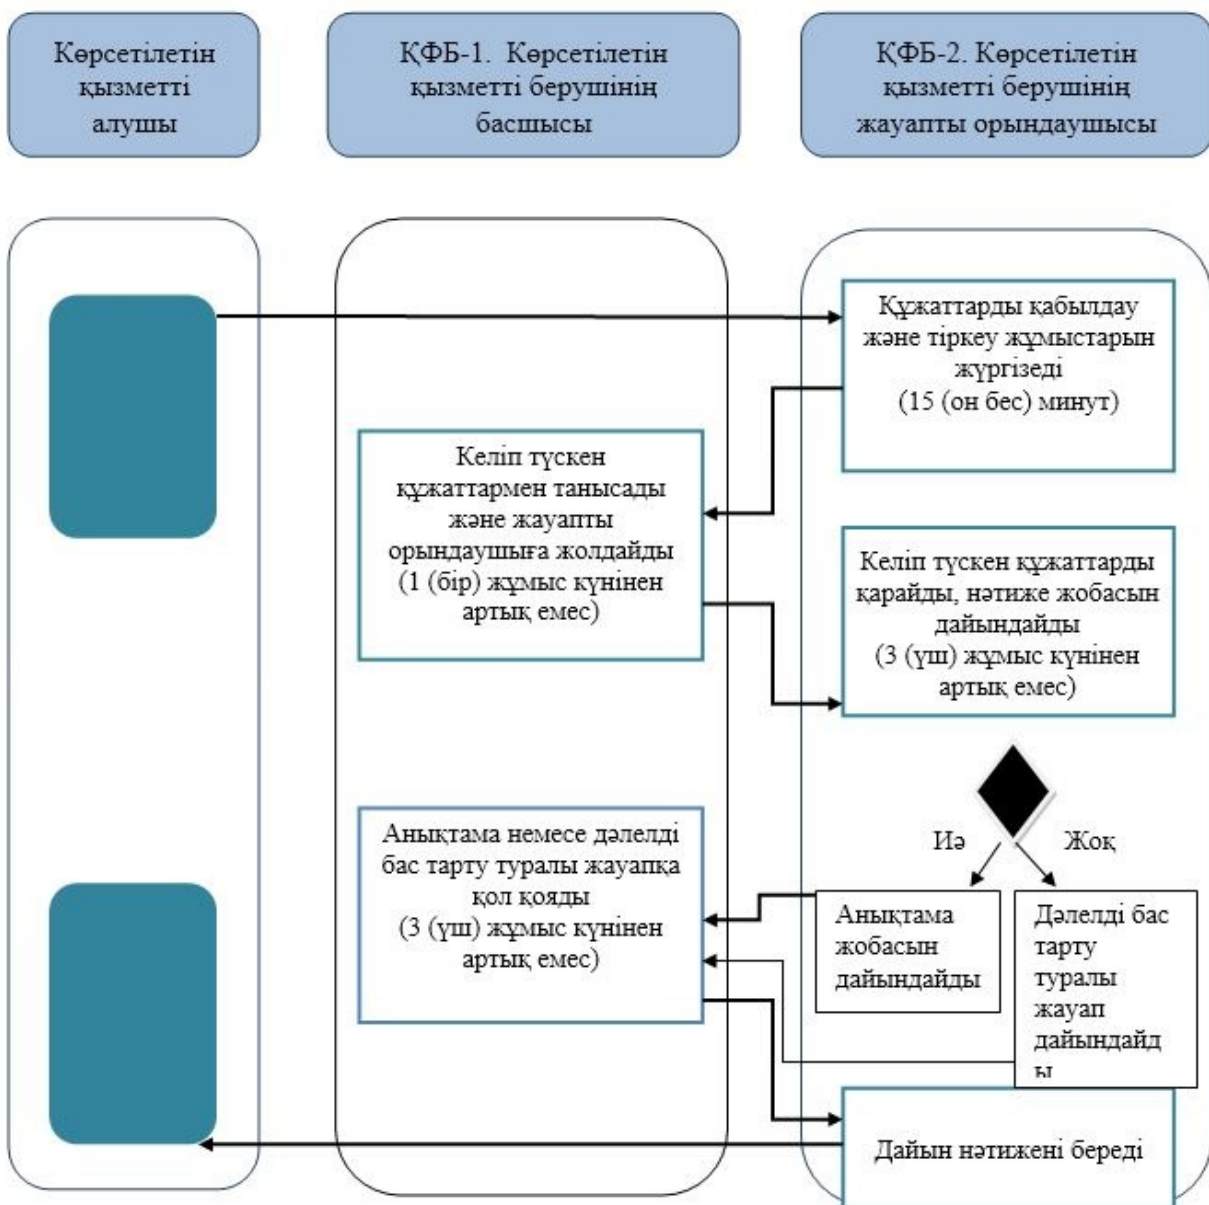 Көрсетілетін
қызметті
алушы
ҚФБ-1. Көрсетілетін
қызметті берушінің
басшысы
ҚФБ-2. Көрсетілетін
қызметті берушінің
жауапты орындаушысы
Құжаттарды қабылдау
және тіркеу жұмыстарын
жүргізеді
(15 (он бес) минут)
Келіп түскен
құжаттармен танысады
және жауапты
орындаушыға жолдайды
(1 (бір) жұмыс күнінен
артық емес)
Келіп түскен құжаттарды
қарайды, нәтиже жобасын
дайындайды
(3 (үш) жұмыс күнінен
артық емес)
Иә
Жоқ
Анықтама немесе дәлелді
бас тарту туралы жауапқа
қол қояды
(3 (үш) жұмыс күнінен
артық емес)
Анықтама
жобасын
дайындайды
Дәлелді бас
тарту
туралы
жауап
дайындайд
ы
Дайын нәтижені береді